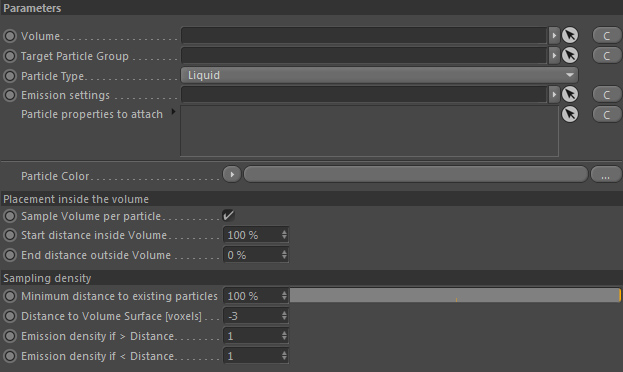 Parameters
Volume. . . . . . . . . . . . . . . . . C
Target Particle Group . . . . . . . C
Particle Type. . . . . . . . . . . . . Liquid
Emission settings . . . . . . . . . . C
Particle properties to attach C
Particle Color. . . . . . . . . . . . . . . . . ...
Placement inside the volume
Sample Volume per particle. . . . . . . . .
Start distance inside Volume. . . . . . . . 100 %
End distance outside Volume . . . . . . . 0 %
Sampling density
Minimum distance to existing particles 100 %
Distance to Volume Surface [voxels] . . . -3
Emission density if > Distance. . . . . . . 1
Emission density if < Distance. . . . . . . 1